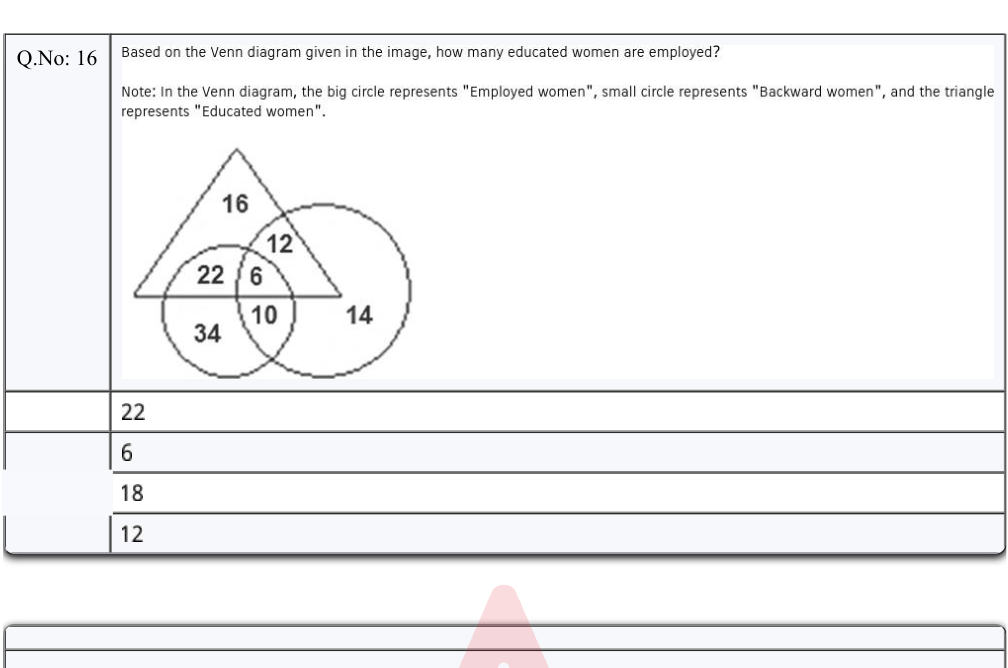 Q.No: 16
Based on the Venn diagram given in the image, how many educated women are employed?
Note: In the Venn diagram, the big circle represents "Employed women", small circle represents "Backward women", and the triangle
represents "Educated women".
16
12
22 6
10 14
34
22
6
18
12